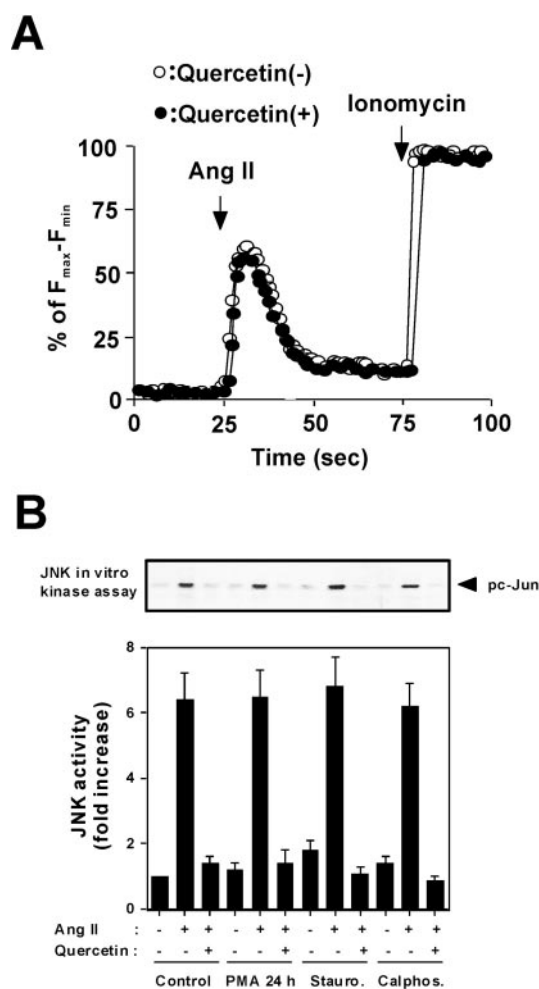 A
○:Quercetin(-)
●:Quercetin(+)
Ionomycin
Ang II
% of Fmax-Fmin
100
75
50
25
0
0 25 50 75 100
Time (sec)
B
JNK in vitro
kinase assay
pc-Jun
JNK activity
(fold increase)
8
6
4
2
0
Ang II : - + + - + + - + + - + +
Quercetin : - - + - - + - - + - - +
Control PMA 24 h Stauro. Calphos.